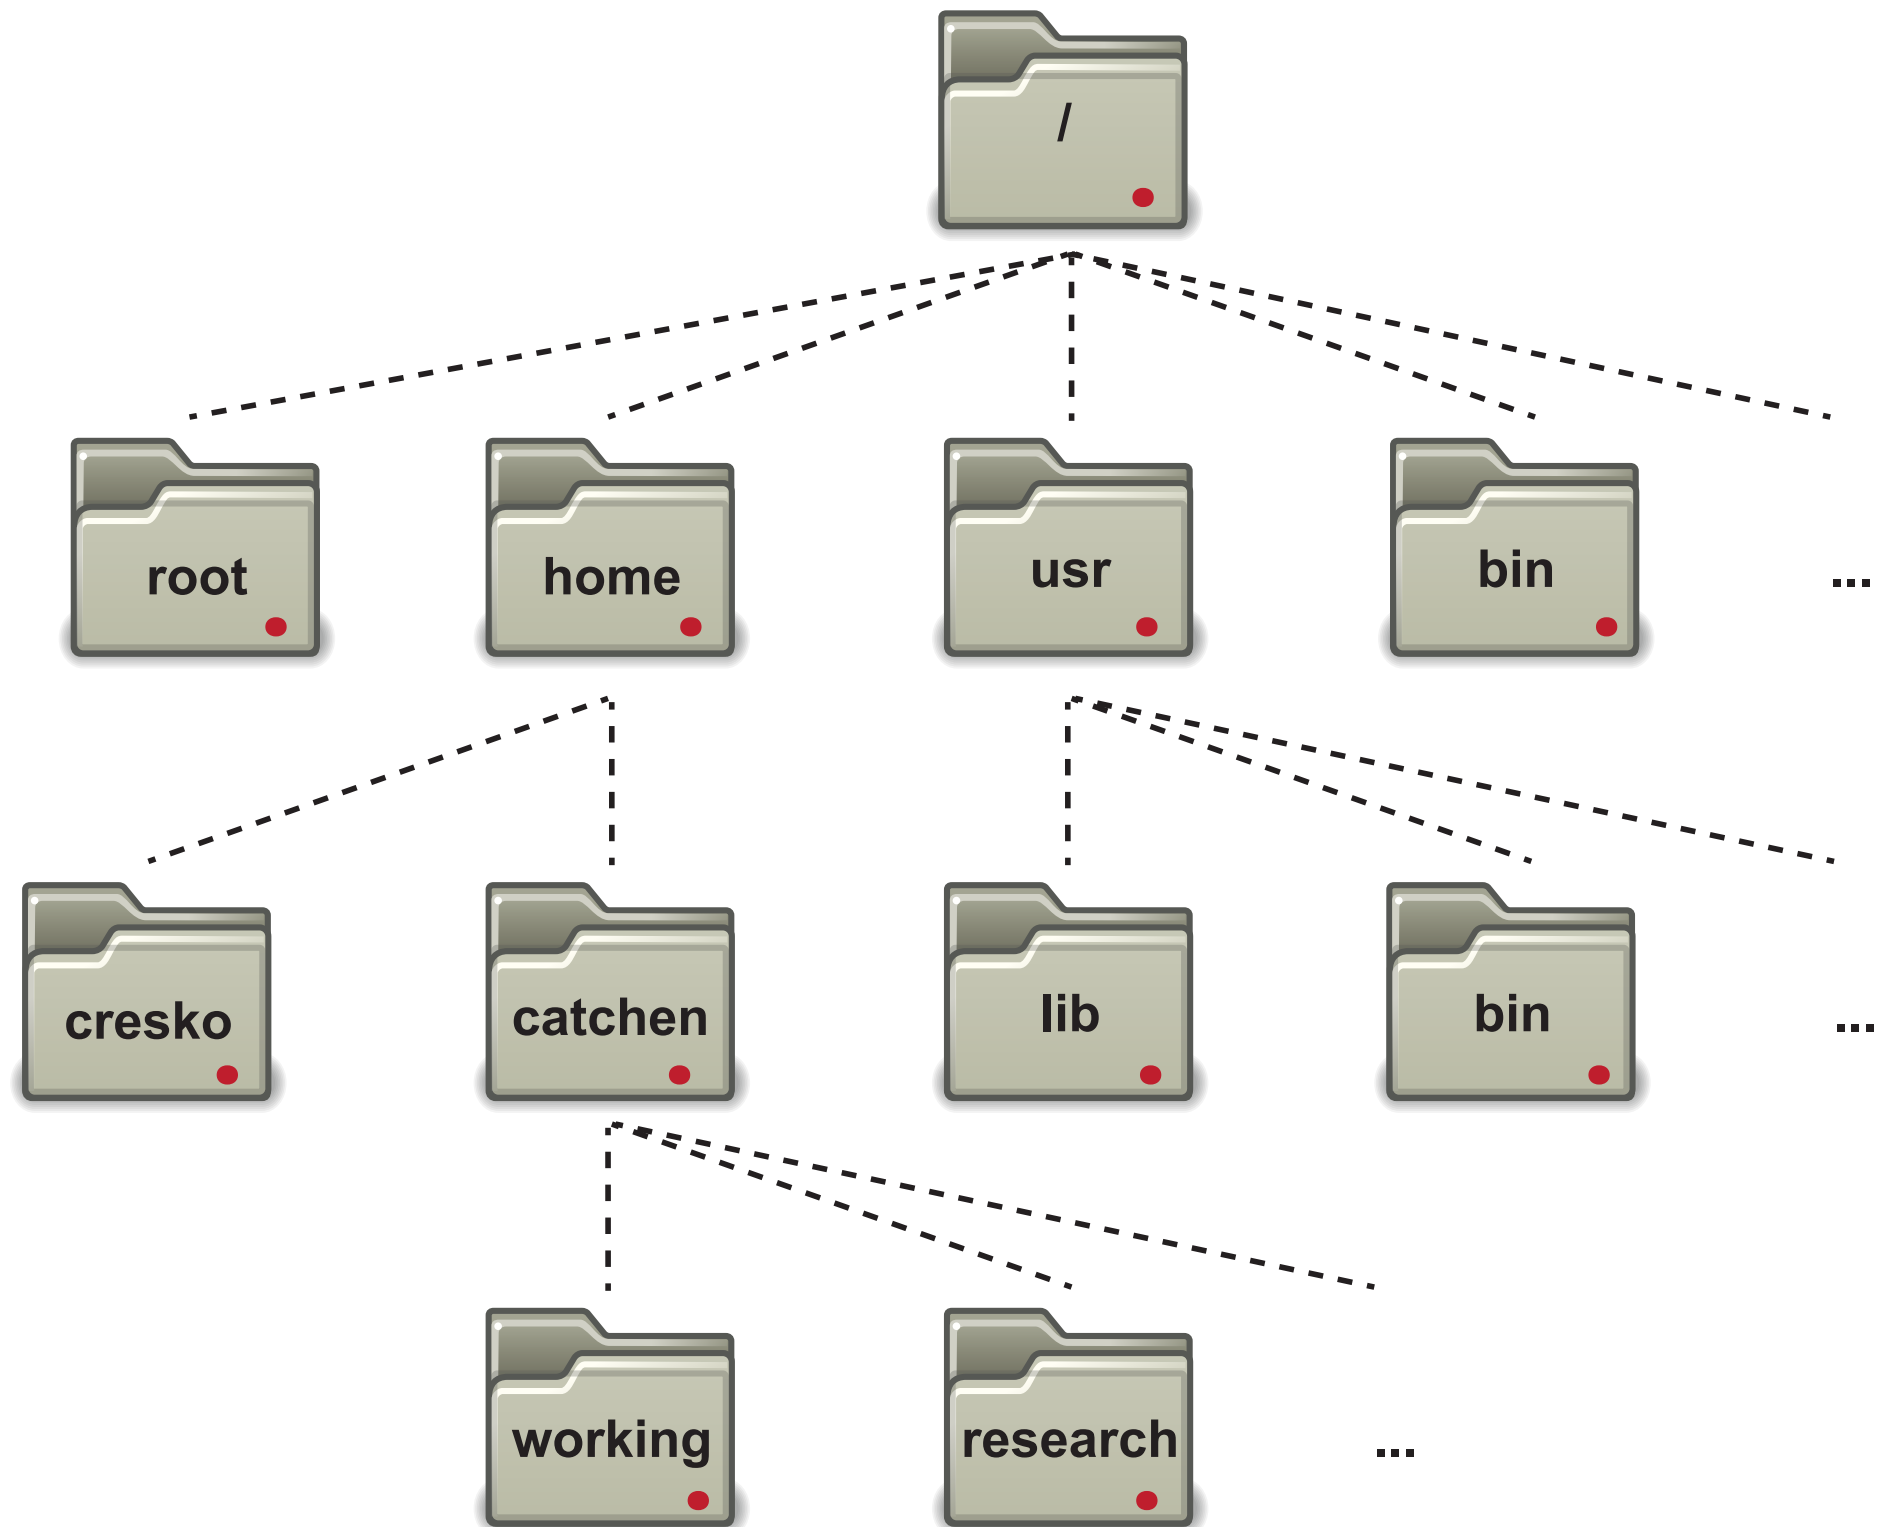 /
root
home
usr
bin
...
cresko
catchen
lib
bin
...
working
research
...